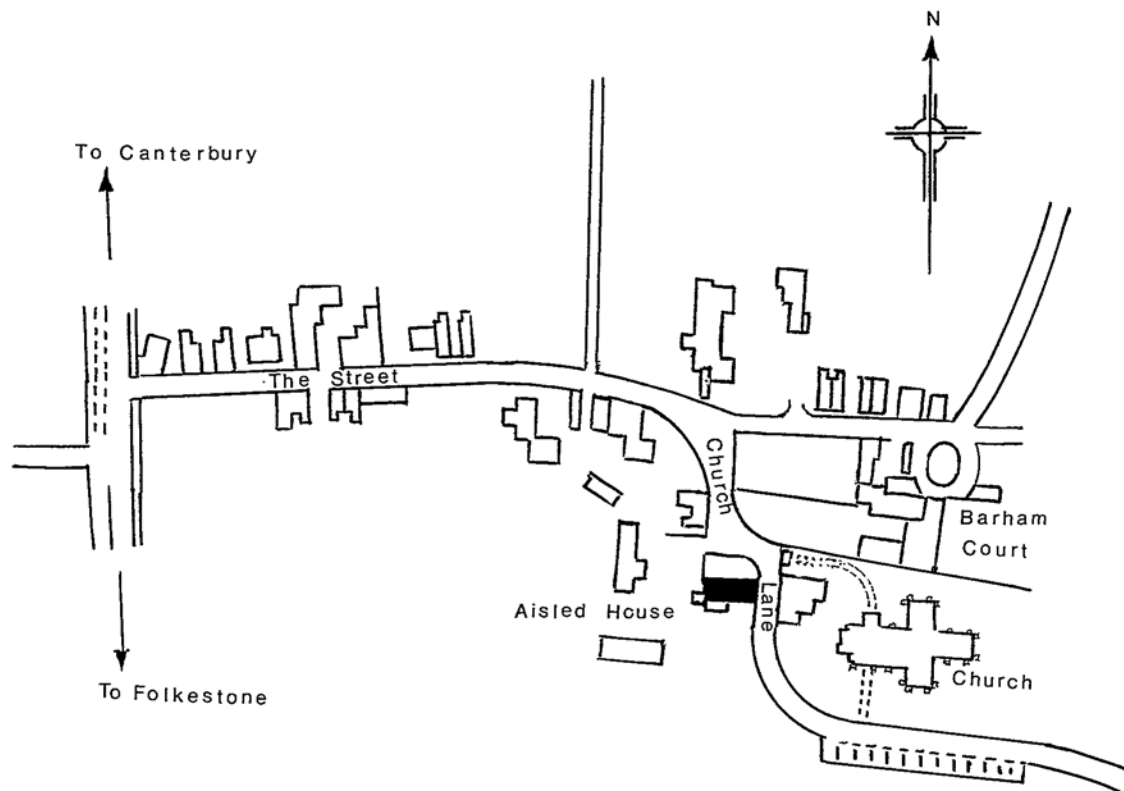 N
To Canterbury
The Street
Church
Lane
Barham
Court
Aisled House
Church
To Folkestone